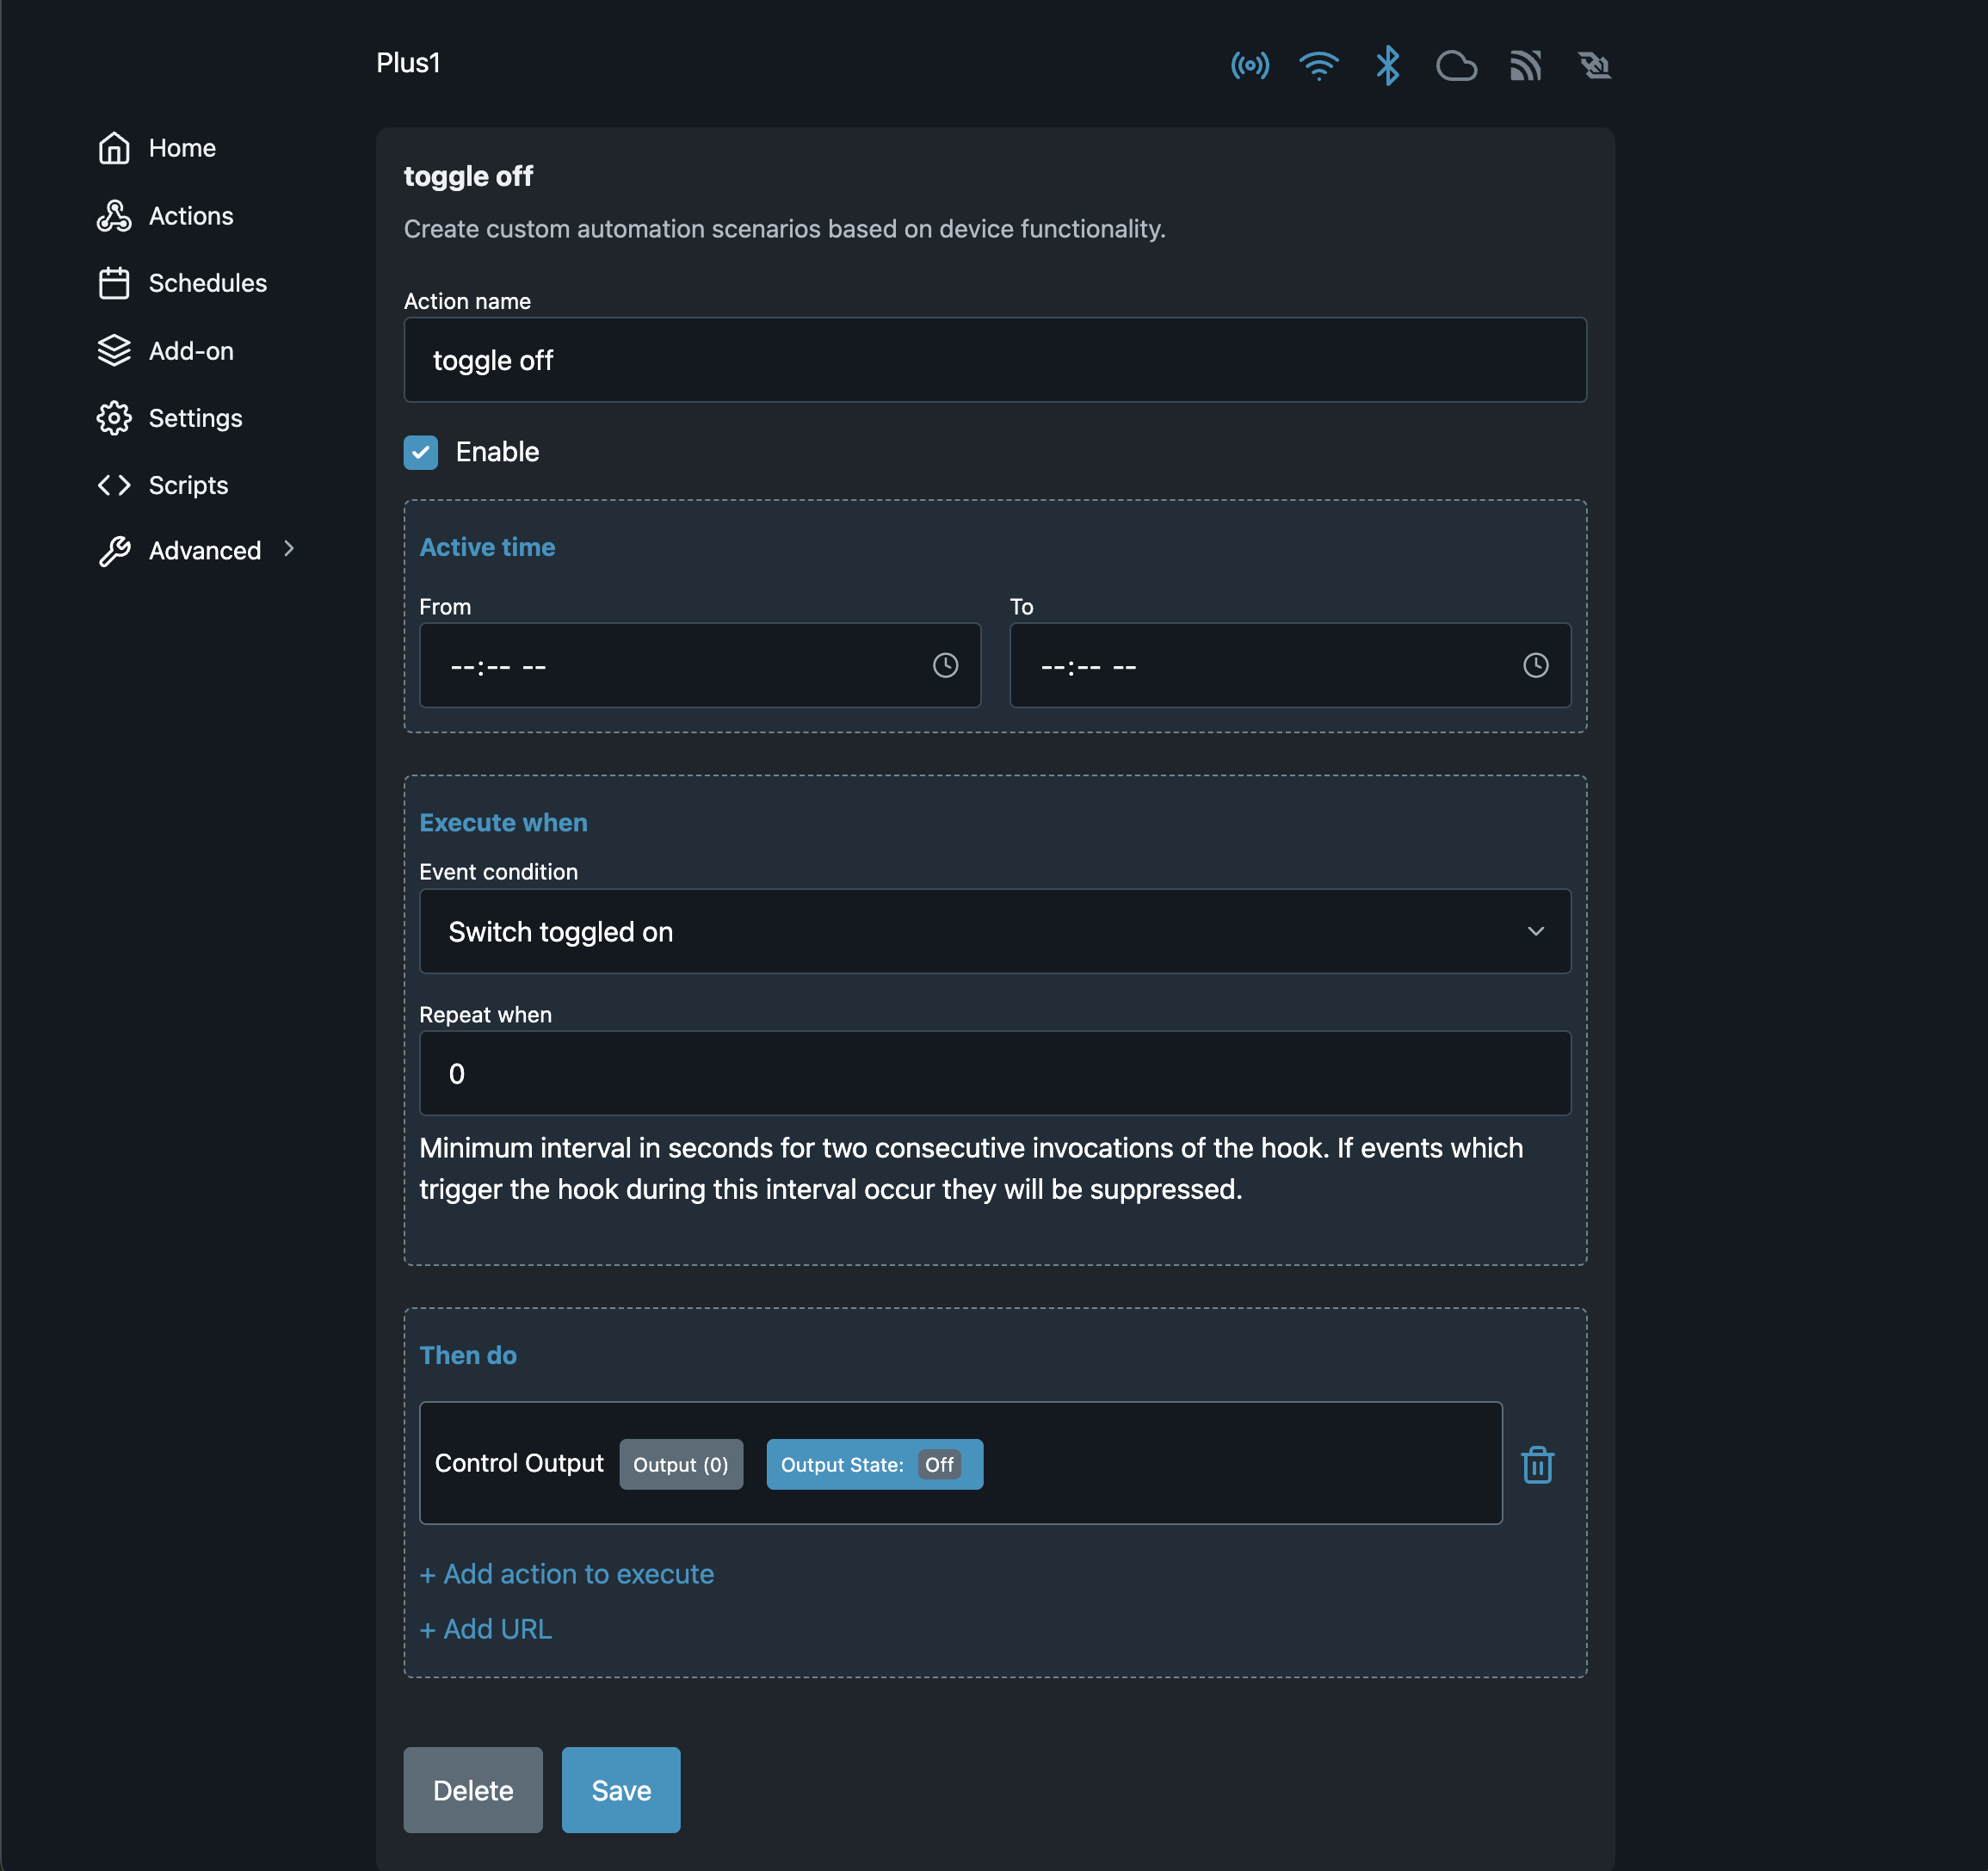 Plus1
Home
Actions
Schedules
Add-on
Settings
Scripts
Advanced
toggle off
Create custom automation scenarios based on device functionality.
Action name
toggle off
Enable
Active time
From
To
--:-- --
--:-- --
Execute when
Event condition
Switch toggled on
Repeat when
0
Minimum interval in seconds for two consecutive invocations of the hook. If events which
trigger the hook during this interval occur they will be suppressed.
Then do
Control Output Output (0) Output State: Off
+ Add action to execute
+ Add URL
Delete
Save